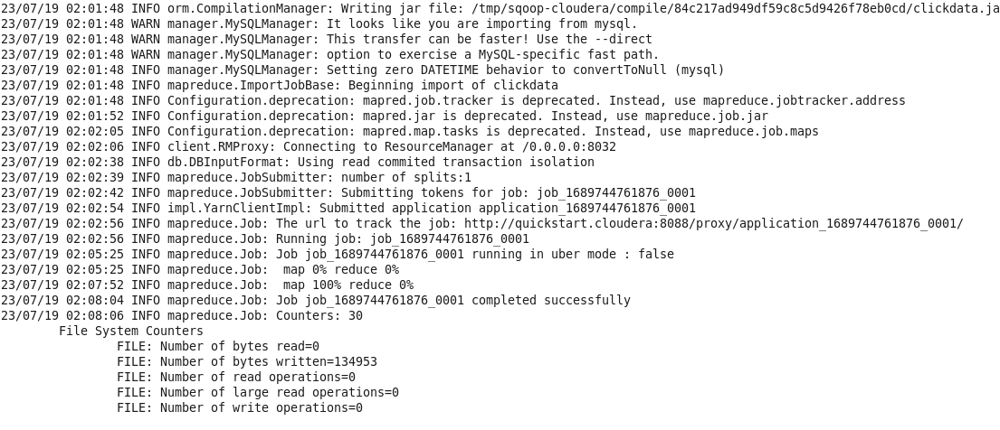 23/07/19 02:01:48 INFO orm.CompilationManager: Writing jar file: /tmp/sqoop-cloudera/compile/84c217ad949df59c8c5d9426f78eb0cd/clickdata.ja
23/07/19 02:01:48 WARN manager.MySQLManager: It looks like you are importing from mysql.
23/07/19 02:01:48 WARN manager.MySQLManager: This transfer can be faster! Use the --direct
23/07/19 02:01:48 WARN manager.MySQLManager: option to exercise a MySQL-specific fast path.
23/07/19 02:01:48 INFO manager.MySQLManager: Setting zero DATETIME behavior to convertToNull (mysql)
23/07/19 02:01:48 INFO mapreduce.ImportJobBase: Beginning import of clickdata
23/07/19 02:01:48 INFO Configuration.deprecation: mapred.job.tracker is deprecated. Instead, use mapreduce.jobtracker.address
23/07/19 02:01:52 INFO Configuration.deprecation: mapred.jar is deprecated. Instead, use mapreduce.job.jar
23/07/19 02:02:05 INFO Configuration.deprecation: mapred.map.tasks is deprecated. Instead, use mapreduce.job.maps
23/07/19 02:02:06 INFO client.RMProxy: Connecting to ResourceManager at /0.0.0.0:8032
23/07/19 02:02:38 INFO db.DBInputFormat: Using read commited transaction isolation
23/07/19 02:02:39 INFO mapreduce.JobSubmitter: number of splits:1
23/07/19 02:02:42 INFO mapreduce.JobSubmitter: Submitting tokens for job: job_1689744761876_0001
23/07/19 02:02:54 INFO impl.YarnClientImpl: Submitted application application_1689744761876_0001
23/07/19 02:02:56 INFO mapreduce.Job: The url to track the job: http://quickstart.cloudera:8088/proxy/application_1689744761876_0001/
23/07/19 02:02:56 INFO mapreduce.Job: Running job: job_1689744761876_0001
23/07/19 02:05:25 INFO mapreduce.Job: Job job_1689744761876_0001 running in uber mode : false
23/07/19 02:05:25 INFO mapreduce.Job:  map 0% reduce 0%
23/07/19 02:07:52 INFO mapreduce.Job:  map 100% reduce 0%
23/07/19 02:08:04 INFO mapreduce.Job: Job job_1689744761876_0001 completed successfully
23/07/19 02:08:06 INFO mapreduce.Job: Counters: 30
File System Counters
FILE: Number of bytes read=0
FILE: Number of bytes written=134953
FILE: Number of read operations=0
FILE: Number of large read operations=0
FILE: Number of write operations=0